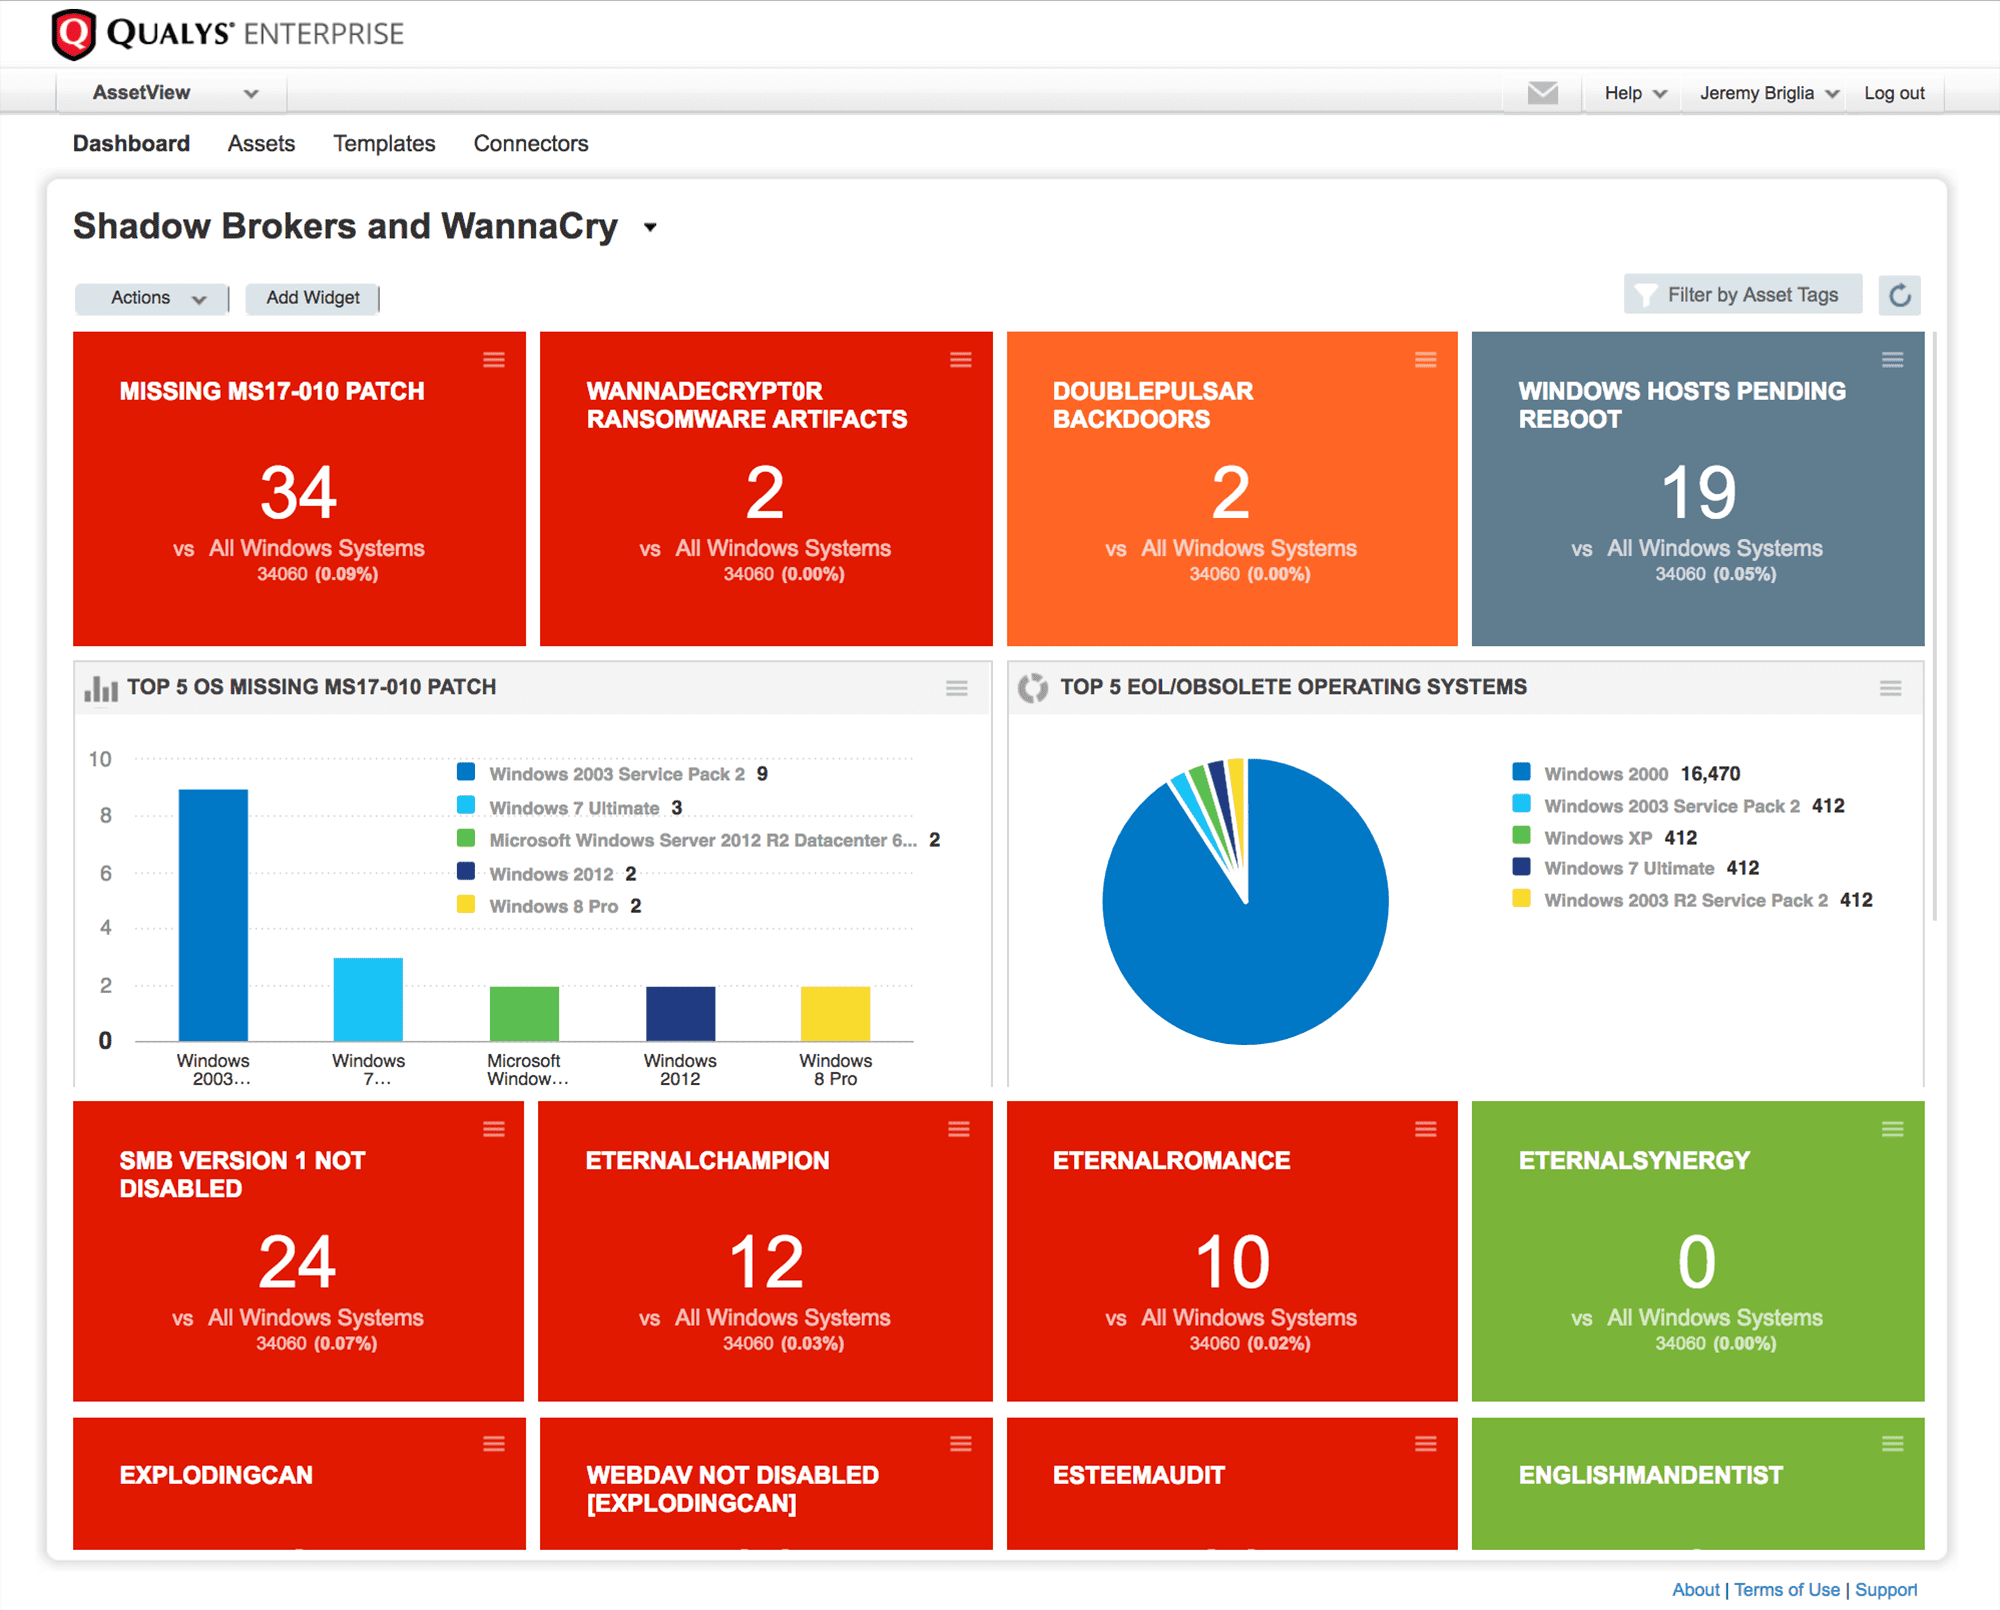 QUALYS® ENTERPRISE
AssetView
Help
Jeremy Briglia
Log out
Dashboard
Assets
Templates
Connectors
Shadow Brokers and WannaCry
Actions
Add Widget
Filter by Asset Tags
MISSING MS17-010 PATCH
34
vs All Windows Systems
34060 (0.09%)
WANNADECRYPT0R
RANSOMWARE ARTIFACTS
2
vs All Windows Systems
34060 (0.00%)
DOUBLEPULSAR
BACKDOORS
2
vs All Windows Systems
34060 (0.00%)
WINDOWS HOSTS PENDING
REBOOT
19
vs All Windows Systems
34060 (0.05%)
TOP 5 OS MISSING MS17-010 PATCH
10
8
6
4
2
0
Windows 2003 Service Pack 2 9
Windows 7 Ultimate 3
Microsoft Windows Server 2012 R2 Datacenter 6... 2
Windows 2012 2
Windows 8 Pro 2
Windows
2003...
Windows
7...
Microsoft
Window...
Windows
2012
Windows
8 Pro
TOP 5 EOL/OBSOLETE OPERATING SYSTEMS
Windows 2000 16,470
Windows 2003 Service Pack 2 412
Windows XP 412
Windows 7 Ultimate 412
Windows 2003 R2 Service Pack 2 412
SMB VERSION 1 NOT
DISABLED
24
vs All Windows Systems
34060 (0.07%)
ETERNALCHAMPION
12
vs All Windows Systems
34060 (0.03%)
ETERNALROMANCE
10
vs All Windows Systems
34060 (0.02%)
ETERNALSYNERGY
0
vs All Windows Systems
34060 (0.00%)
EXPLODINGCAN
WEBDAV NOT DISABLED
[EXPLODINGCAN]
ESTEEMAUDIT
ENGLISHMANDENTIST
About | Terms of Use | Support